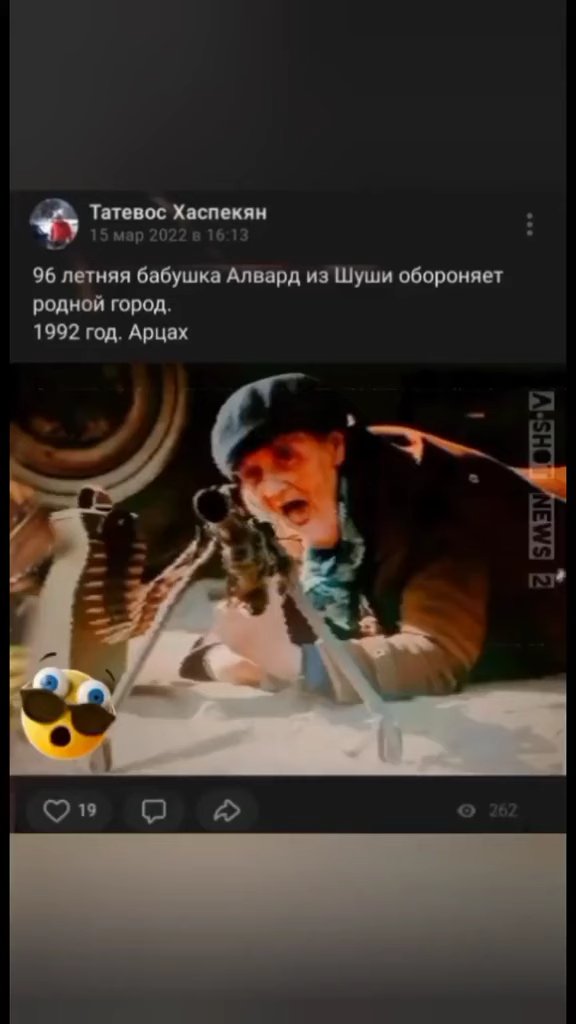 Татевос Хаспекян
15 мар 2022 в 16:13
96 летняя бабушка Алвард из Шуши обороняет
родной город.
1992 год. Арцах
A•SHOT NEWS 2
19
262